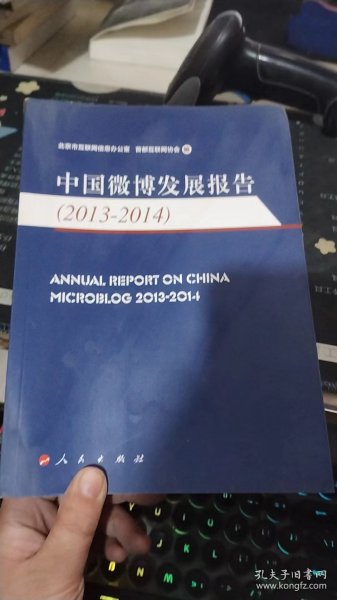 北京市互联网信息办公室 首都互联网协会 编
中国微博发展报告
(2013-2014)
ANNUAL REPORT ON CHINA
MICROBLOG 2013-2014
人民出版社
孔夫子旧书网
www.kongfz.com